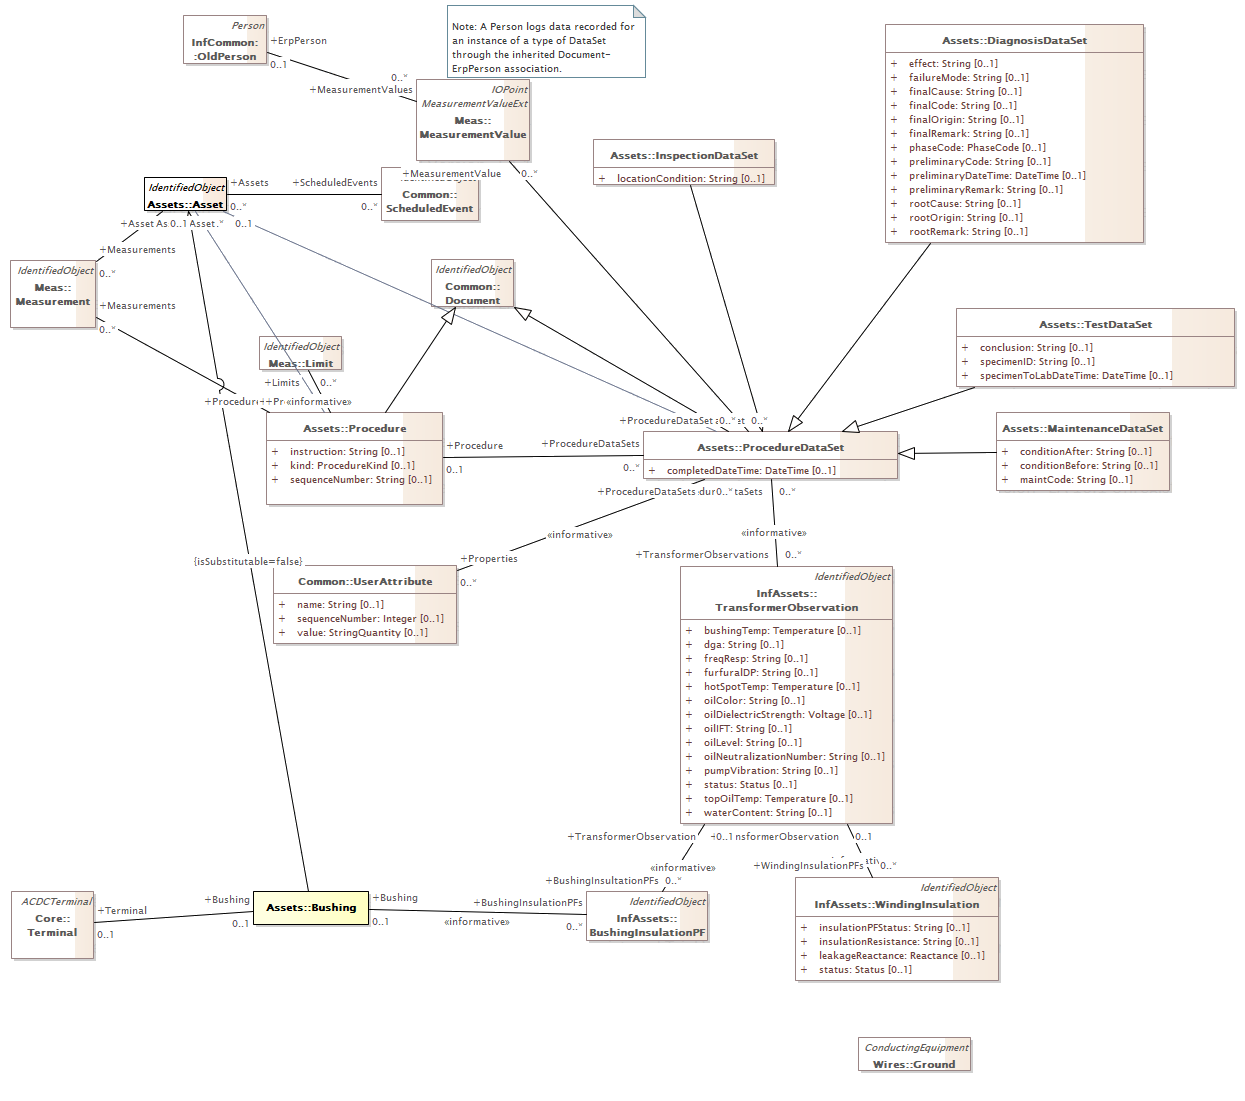 Person
InfCommon:
:OldPerson
+ErpPerson
0..1
0..*
+MeasurementValues
Note: A Person logs data recorded for
an instance of a type of DataSet
through the inherited Document-
ErpPerson association.
IOPoint
MeasurementValueExt
Meas::
MeasurementValue
+MeasurementValue
0..*
Assets::DiagnosisDataSet
+ effect: String [0..1]
+ failureMode: String [0..1]
+ finalCause: String [0..1]
+ finalCode: String [0..1]
+ finalOrigin: String [0..1]
+ finalRemark: String [0..1]
+ phaseCode: PhaseCode [0..1]
+ preliminaryCode: String [0..1]
+ preliminaryDateTime: DateTime [0..1]
+ preliminaryRemark: String [0..1]
+ rootCause: String [0..1]
+ rootOrigin: String [0..1]
+ rootRemark: String [0..1]
Assets::InspectionDataSet
+ locationCondition: String [0..1]
IdentifiedObject
Assets::Asset
+Assets
0..*
+ScheduledEvents
0..*
Common::
ScheduledEvent
+Asset
0..1
Asset
0..1
+Measurements
0..*
IdentifiedObject
Meas::
Measurement
+Measurements
0..*
IdentifiedObject
Common::
Document
IdentifiedObject
Meas::Limit
+Limits
0..*
«informative»
Assets::TestDataSet
+ conclusion: String [0..1]
+ specimenID: String [0..1]
+ specimenToLabDateTime: DateTime [0..1]
Assets::Procedure
+ instruction: String [0..1]
+ kind: ProcedureKind [0..1]
+ sequenceNumber: String [0..1]
+Procedure
0..1
+ProcedureDataSets
0..*
+ProcedureDataSet
0..*
0..*
Assets::ProcedureDataSet
+ completedDateTime: DateTime [0..1]
Assets::MaintenanceDataSet
+ conditionAfter: String [0..1]
+ conditionBefore: String [0..1]
+ maintCode: String [0..1]
+ProcedureDataSets
0..*
taSets
0..*
«informative»
«informative»
+Properties
0..*
+TransformerObservations
0..*
{isSubstitutable=false}
Common::UserAttribute
+ name: String [0..1]
+ sequenceNumber: Integer [0..1]
+ value: StringQuantity [0..1]
IdentifiedObject
InfAssets::
TransformerObservation
+ bushingTemp: Temperature [0..1]
+ dga: String [0..1]
+ freqResp: String [0..1]
+ furfuralDP: String [0..1]
+ hotSpotTemp: Temperature [0..1]
+ oilColor: String [0..1]
+ oilDielectricStrength: Voltage [0..1]
+ oilIFT: String [0..1]
+ oilLevel: String [0..1]
+ oilNeutralizationNumber: String [0..1]
+ pumpVibration: String [0..1]
+ status: Status [0..1]
+ topOilTemp: Temperature [0..1]
+ waterContent: String [0..1]
+TransformerObservation
0..1
nsformerObservation
0..1
«informative»
+BushingInsultationPFs
0..*
+WindingInsulationPFs
0..*
ACDCTerminal
Core::
Terminal
+Terminal
0..1
+Bushing
0..1
Assets::Bushing
+Bushing
0..1
«informative»
+BushingInsulationPFs
0..*
IdentifiedObject
InfAssets::
BushingInsulationPF
IdentifiedObject
InfAssets::WindingInsulation
+ insulationPFStatus: String [0..1]
+ insulationResistance: String [0..1]
+ leakageReactance: Reactance [0..1]
+ status: Status [0..1]
ConductingEquipment
Wires::Ground